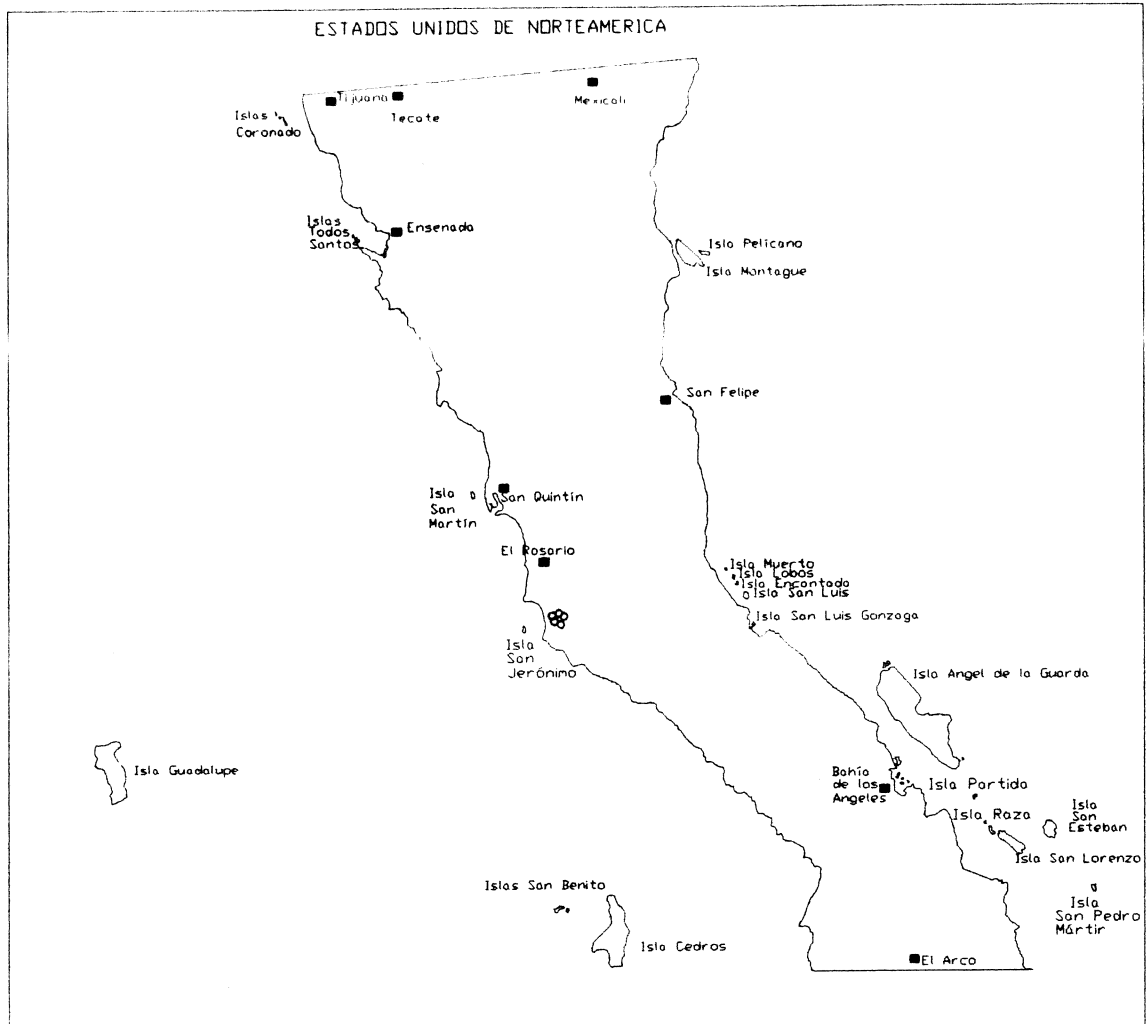 ESTADOS UNIDOS DE NORTEAMERICA
Tijuana
Tecate
Mexicali
Islas
Coronado
Ensenada
Islas
Todos
Santos
Isla Pelicano
Isla Montague
San Felipe
Isla
San
Martín
San Quintín
El Rosario
Isla Muerto
Isla Lobos
Isla Encantada
Isla San Luis
Isla San Luis Gonzaga
Isla
San
Jerónimo
Isla Angel de la Guarda
Isla Guadalupe
Bahía
de los
Angeles
Isla Partida
Isla Raza
Isla
San
Esteban
Isla San Lorenzo
Islas San Benito
Isla
San Pedro
Mártir
Isla Cedros
El Arco